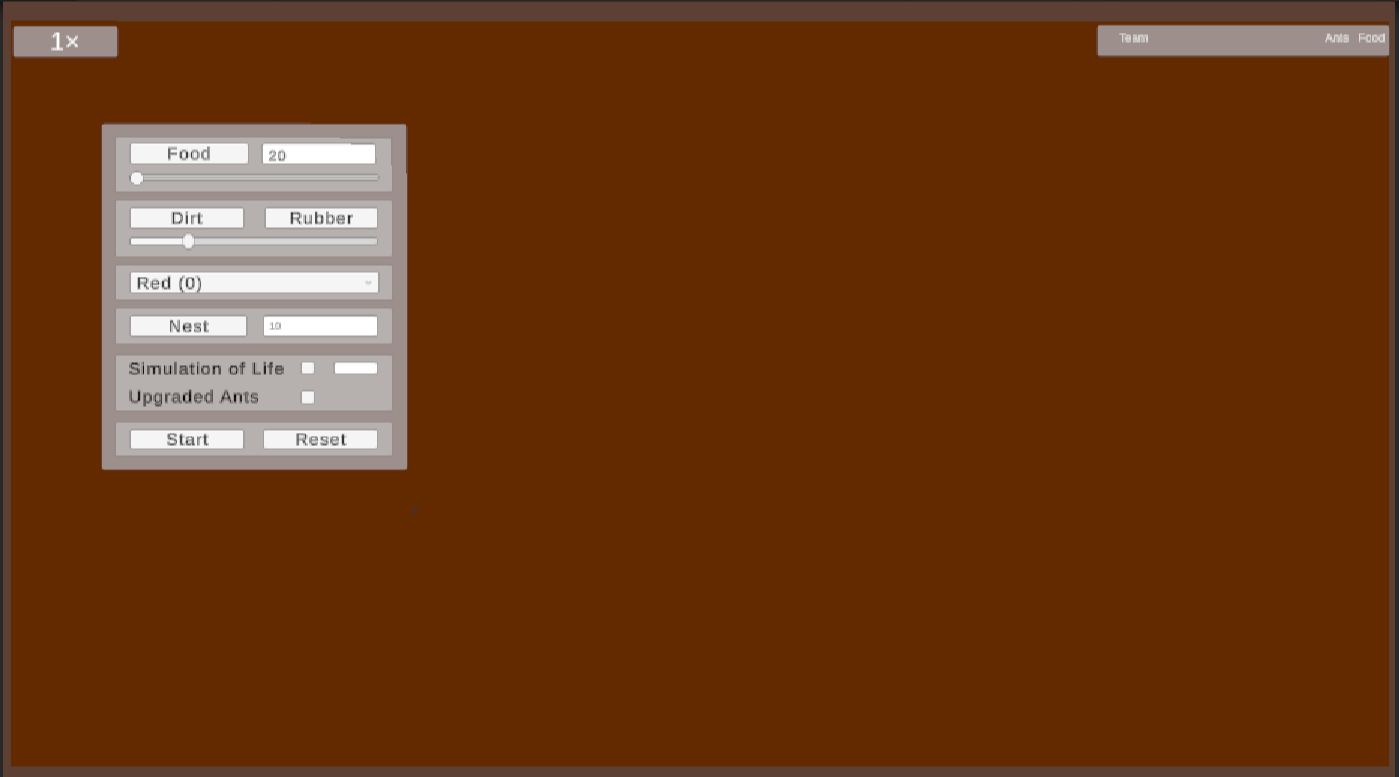 1×
Team Ants Food
Food 20
Dirt Rubber
Red (0)
Nest 10
Simulation of Life
Upgraded Ants
Start Reset